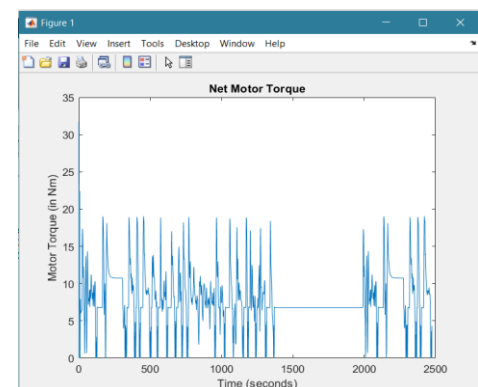 Figure 1
File Edit View Insert Tools Desktop Window Help
Net Motor Torque
35
30
25
20
15
10
5
0
Motor Torque (in Nm)
0 500 1000 1500 2000 2500
Time (seconds)